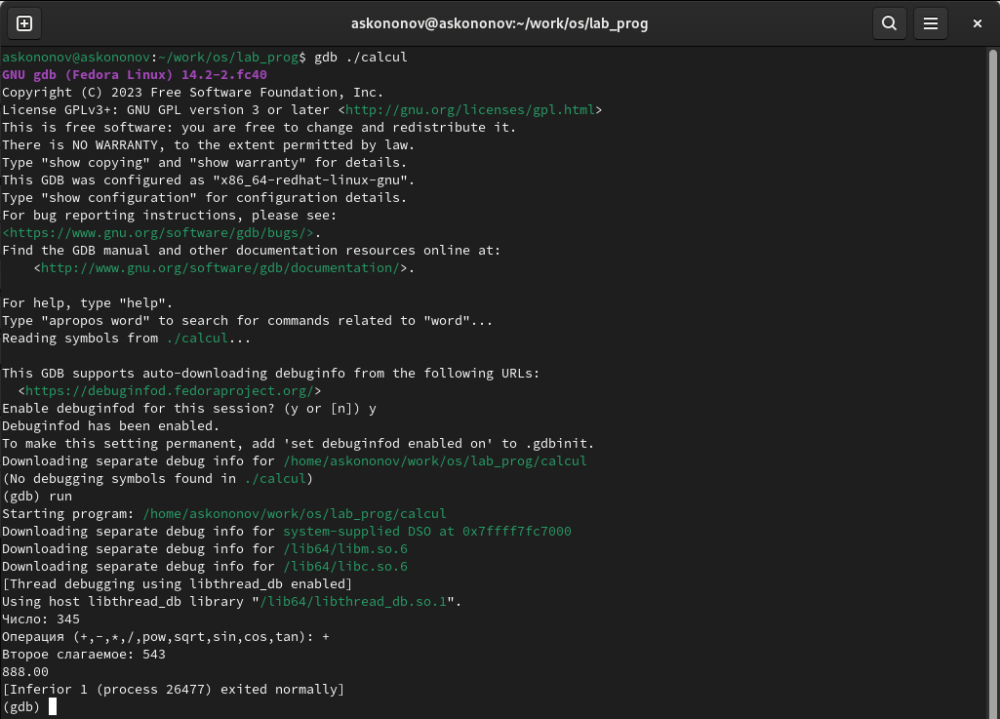 askononov@askononov:~/work/os/lab_prog
askononov@askononov:~/work/os/lab_prog$ gdb ./calcul
GNU gdb (Fedora Linux) 14.2-2.fc40
Copyright (C) 2023 Free Software Foundation, Inc.
License GPLv3+: GNU GPL version 3 or later <http://gnu.org/licenses/gpl.html>
This is free software: you are free to change and redistribute it.
There is NO WARRANTY, to the extent permitted by law.
Type "show copying" and "show warranty" for details.
This GDB was configured as "x86_64-redhat-linux-gnu".
Type "show configuration" for configuration details.
For bug reporting instructions, please see:
<https://www.gnu.org/software/gdb/bugs/>.
Find the GDB manual and other documentation resources online at:
    <http://www.gnu.org/software/gdb/documentation/>.

For help, type "help".
Type "apropos word" to search for commands related to "word"...
Reading symbols from ./calcul...

This GDB supports auto-downloading debuginfo from the following URLs:
  <https://debuginfod.fedoraproject.org/>
Enable debuginfod for this session? (y or [n]) y
Debuginfod has been enabled.
To make this setting permanent, add 'set debuginfod enabled on' to .gdbinit.
Downloading separate debug info for /home/askononov/work/os/lab_prog/calcul
(No debugging symbols found in ./calcul)
(gdb) run
Starting program: /home/askononov/work/os/lab_prog/calcul
Downloading separate debug info for system-supplied DSO at 0x7ffff7fc7000
Downloading separate debug info for /lib64/libm.so.6
Downloading separate debug info for /lib64/libc.so.6
[Thread debugging using libthread_db enabled]
Using host libthread_db library "/lib64/libthread_db.so.1".
Число: 345
Операция (+,-,*,/,pow,sqrt,sin,cos,tan): +
Второе слагаемое: 543
888.00
[Inferior 1 (process 26477) exited normally]
(gdb)